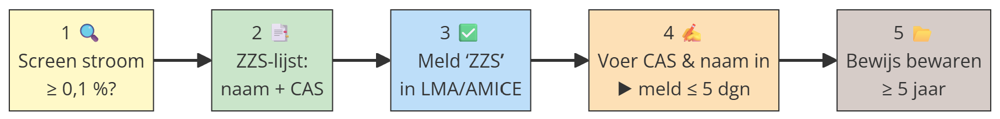 1 🔍
Screen stroom
≥ 0,1 %?
2 📑
ZZS-lijst:
naam + CAS
3 ✅
Meld ‘ZZS’
in LMA/AMICE
4 ✍
Voer CAS & naam in
▶ meld ≤ 5 dgn
5 📂
Bewijs bewaren
≥ 5 jaar